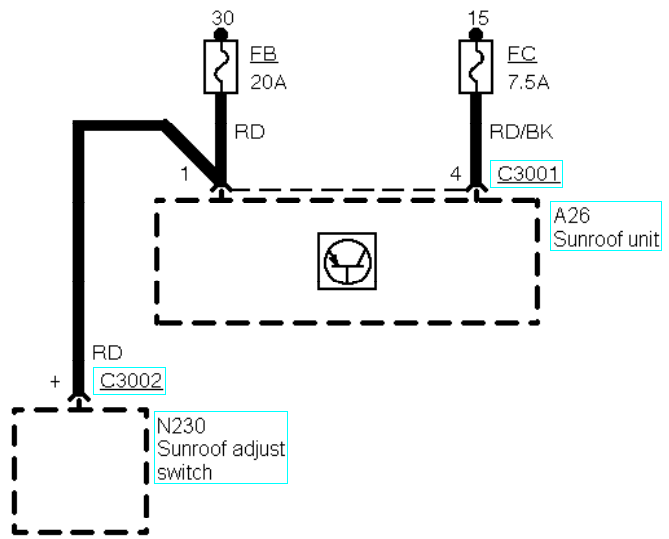 30
15
FB
20A
FC
7.5A
RD
RD/BK
1
4
C3001
A26
Sunroof unit
RD
+
C3002
N230
Sunroof adjust
switch